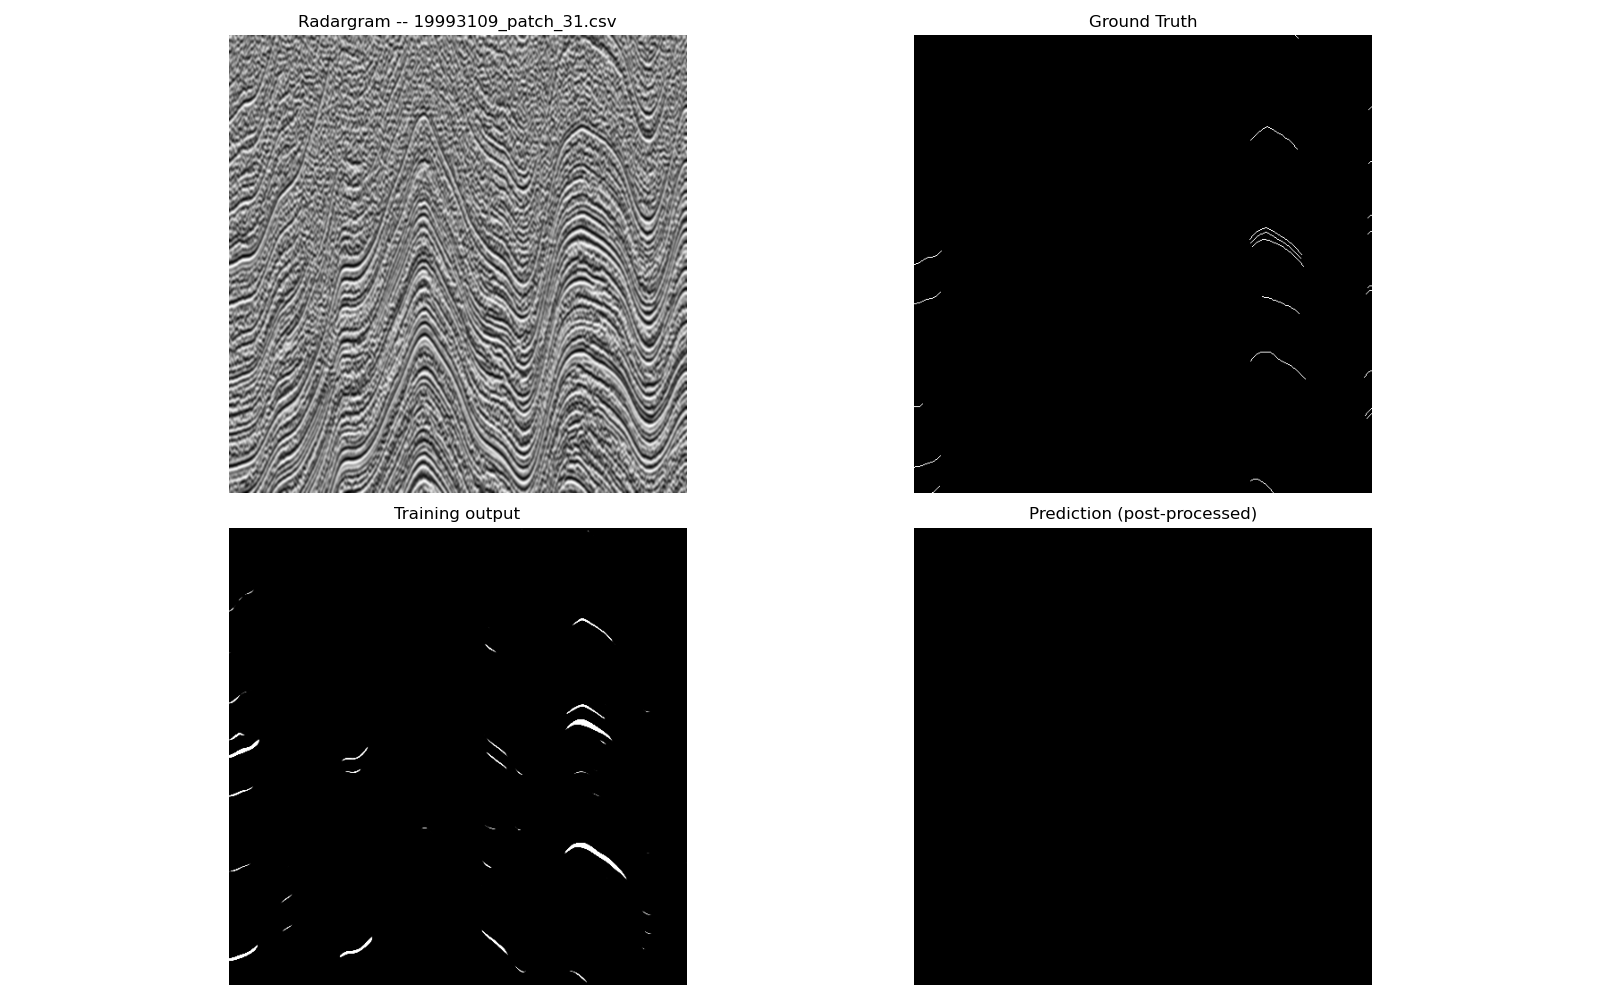 Radargram -- 19993109_patch_31.csv
Ground Truth
Training output
Prediction (post-processed)